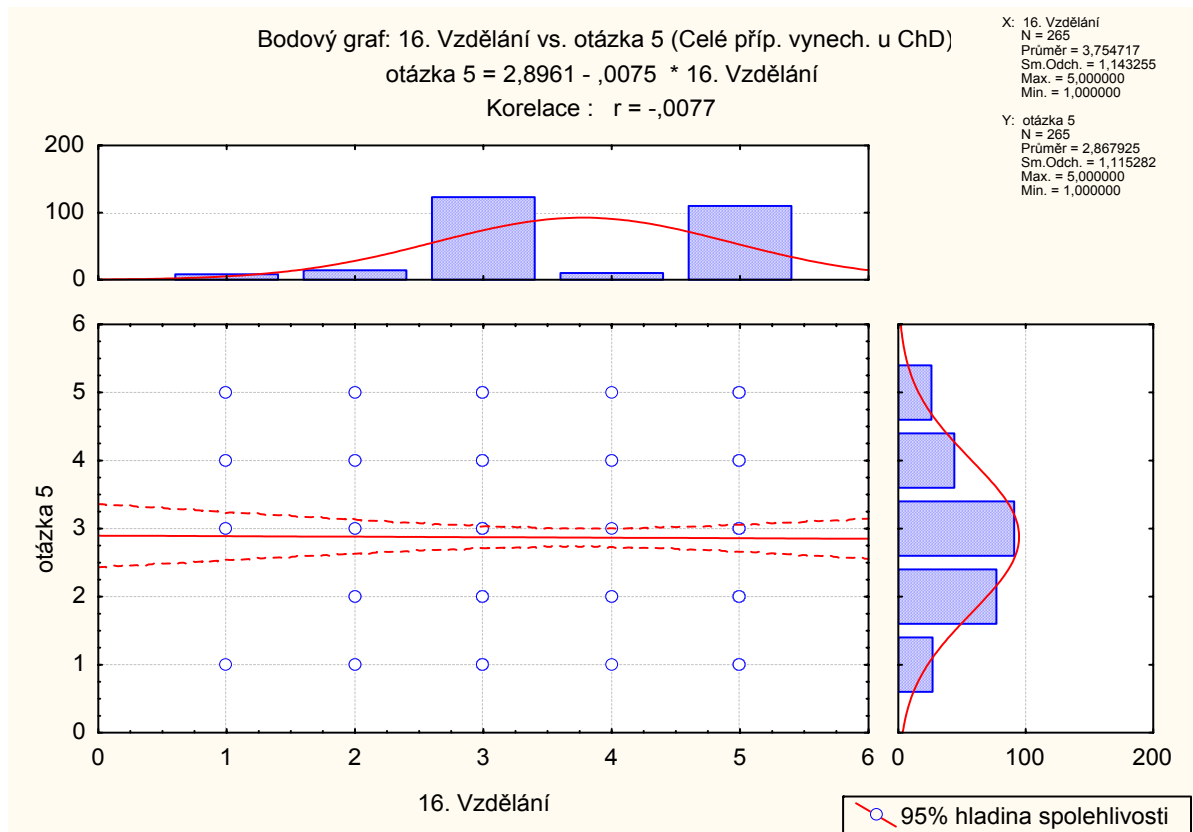 Bodový graf: 16. Vzdělání vs. otázka 5 (Celé příp. vynech. u ChD)
otázka 5 = 2,8961 - ,0075 * 16. Vzdělání
Korelace : r = -,0077
X: 16. Vzdělání
N = 265
Průměr = 3,754717
Sm.Odch. = 1,143255
Max. = 5,000000
Min. = 1,000000
Y: otázka 5
N = 265
Průměr = 2,867925
Sm.Odch. = 1,115282
Max. = 5,000000
Min. = 1,000000
200
100
0
6
5
4
3
2
1
0
otázka 5
0 1 2 3 4 5 6
0 100 200
16. Vzdělání
95% hladina spolehlivosti